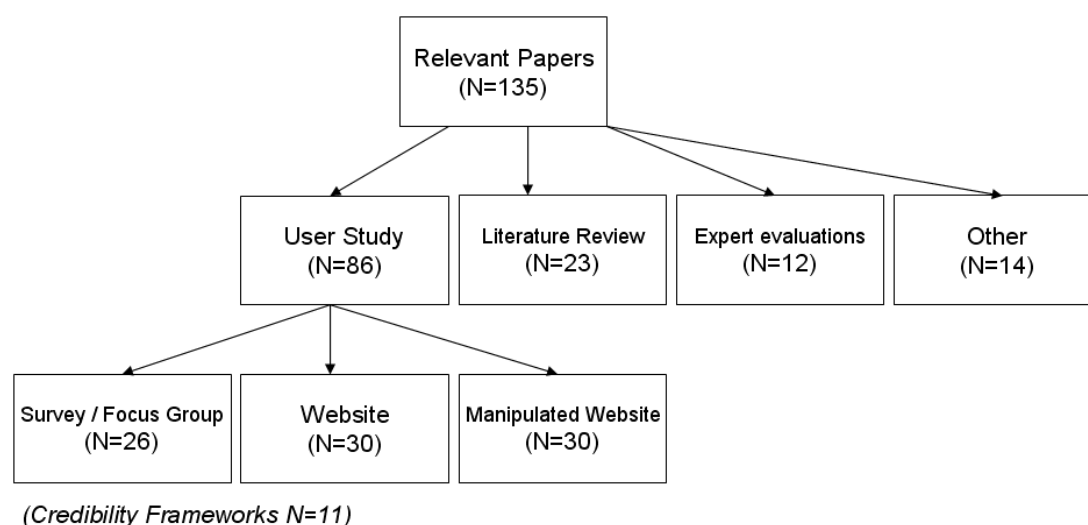 Relevant Papers
(N=135)
User Study
(N=86)
Literature Review
(N=23)
Expert evaluations
(N=12)
Other
(N=14)
Survey / Focus Group
(N=26)
Website
(N=30)
Manipulated Website
(N=30)
(Credibility Frameworks N=11)